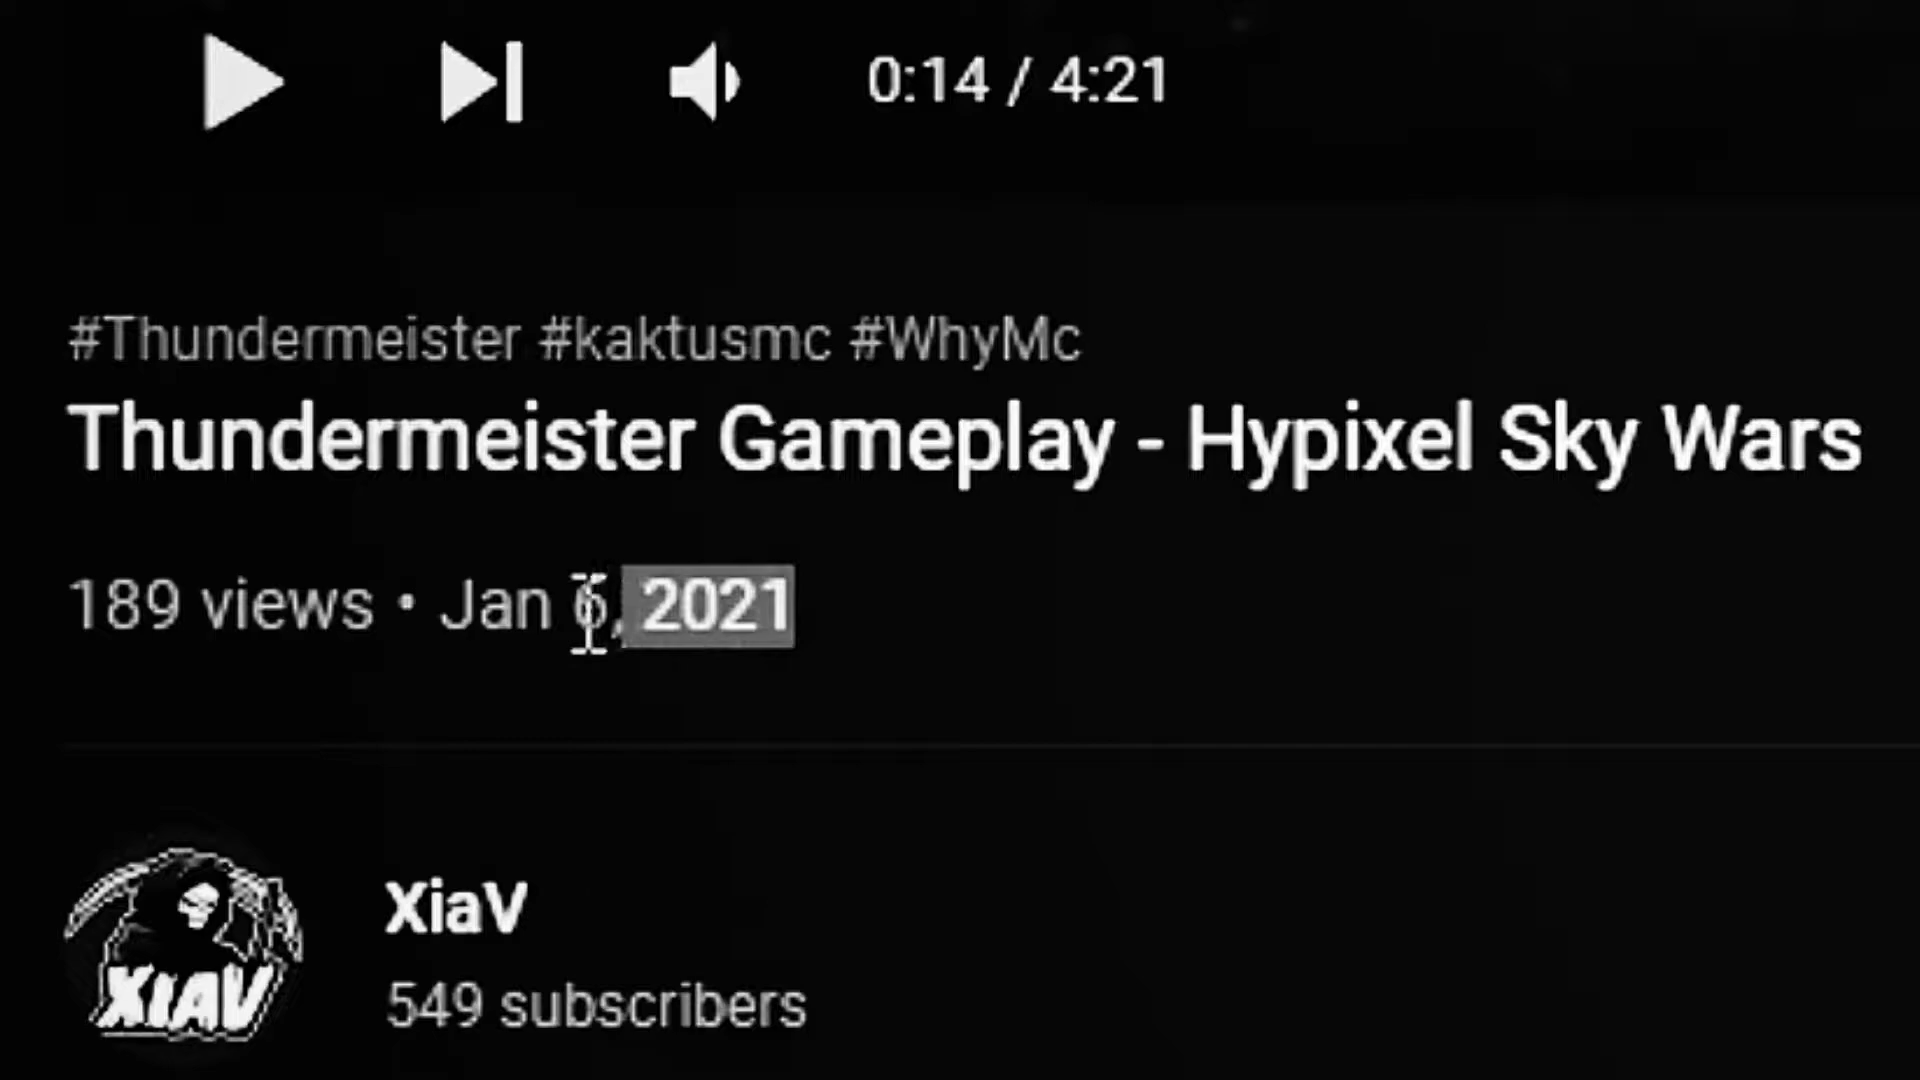 0:14 / 4:21
#Thundermeister #kaktusmc #WhyMc
Thundermeister Gameplay - Hypixel Sky Wars
189 views • Jan 6, 2021
XiaV
XIAV
549 subscribers